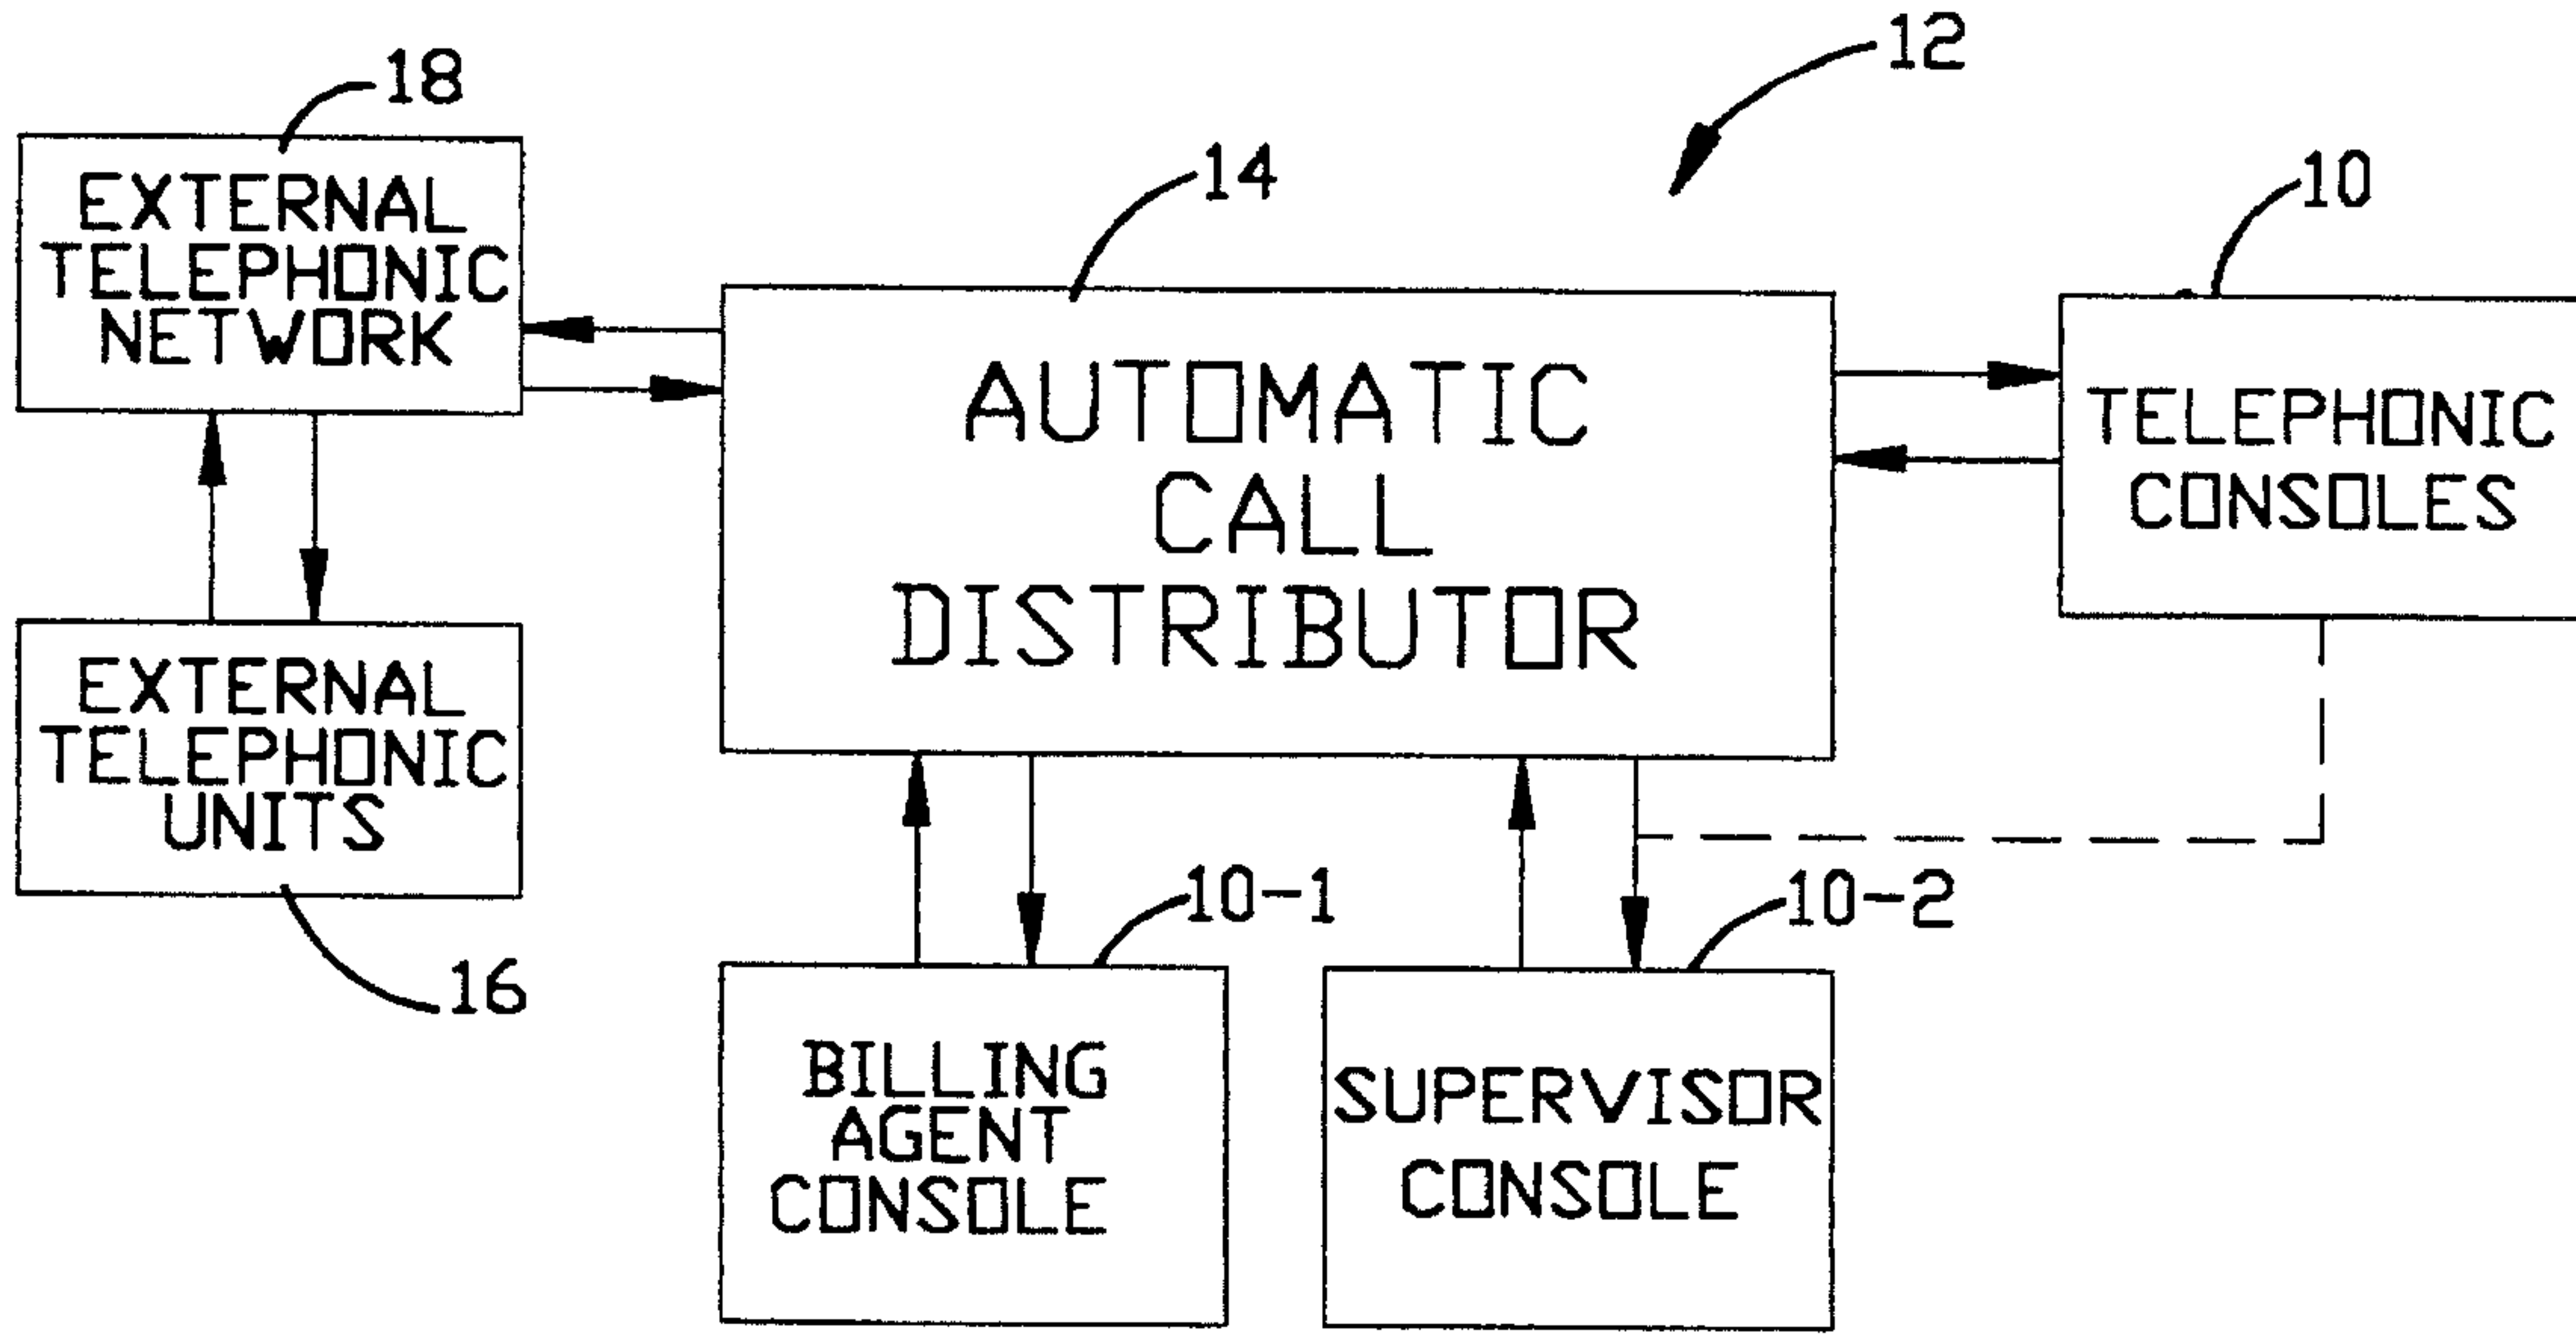 18
EXTERNAL
TELEPHONIC
NETWORK
12
14
AUTOMATIC
CALL
DISTRIBUTOR
10
TELEPHONIC
CONSOLES
EXTERNAL
TELEPHONIC
UNITS
16
10-1
BILLING
AGENT
CONSOLE
10-2
SUPERVISOR
CONSOLE